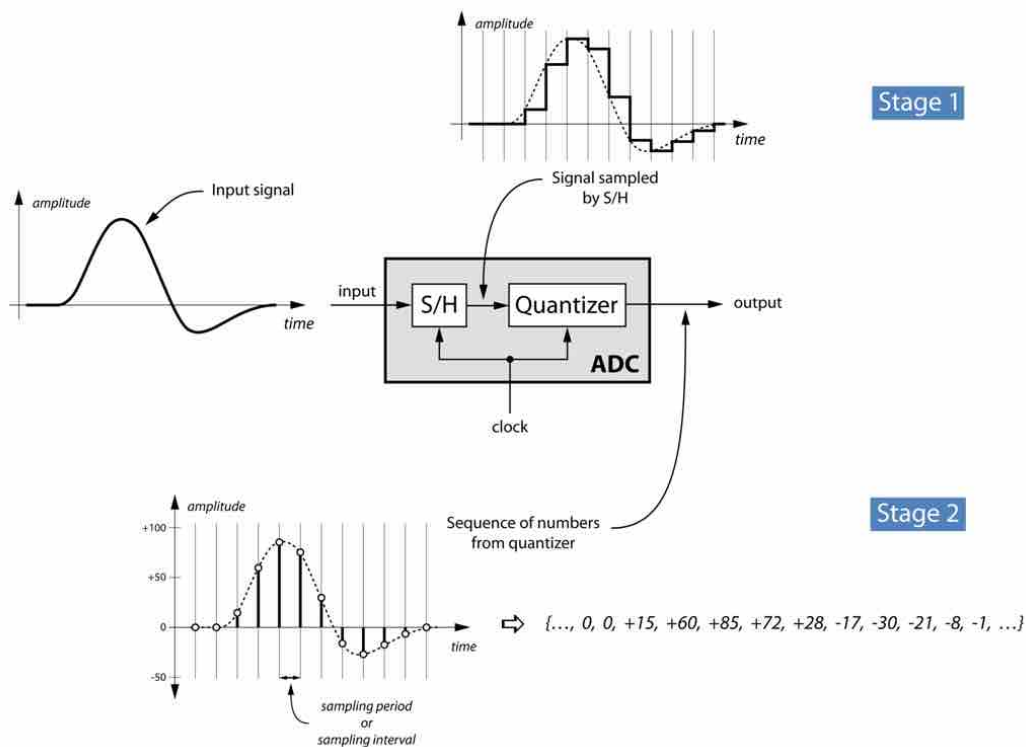 amplitude
time
Stage 1
Signal sampled
by S/H
Input signal
amplitude
time
input
S/H
Quantizer
output
ADC
clock
Stage 2
Sequence of numbers
from quantizer
amplitude
+100
+50
0
-50
time
{..., 0, 0, +15, +60, +85, +72, +28, -17, -30, -21, -8, -1, ...}
sampling period
or
sampling interval